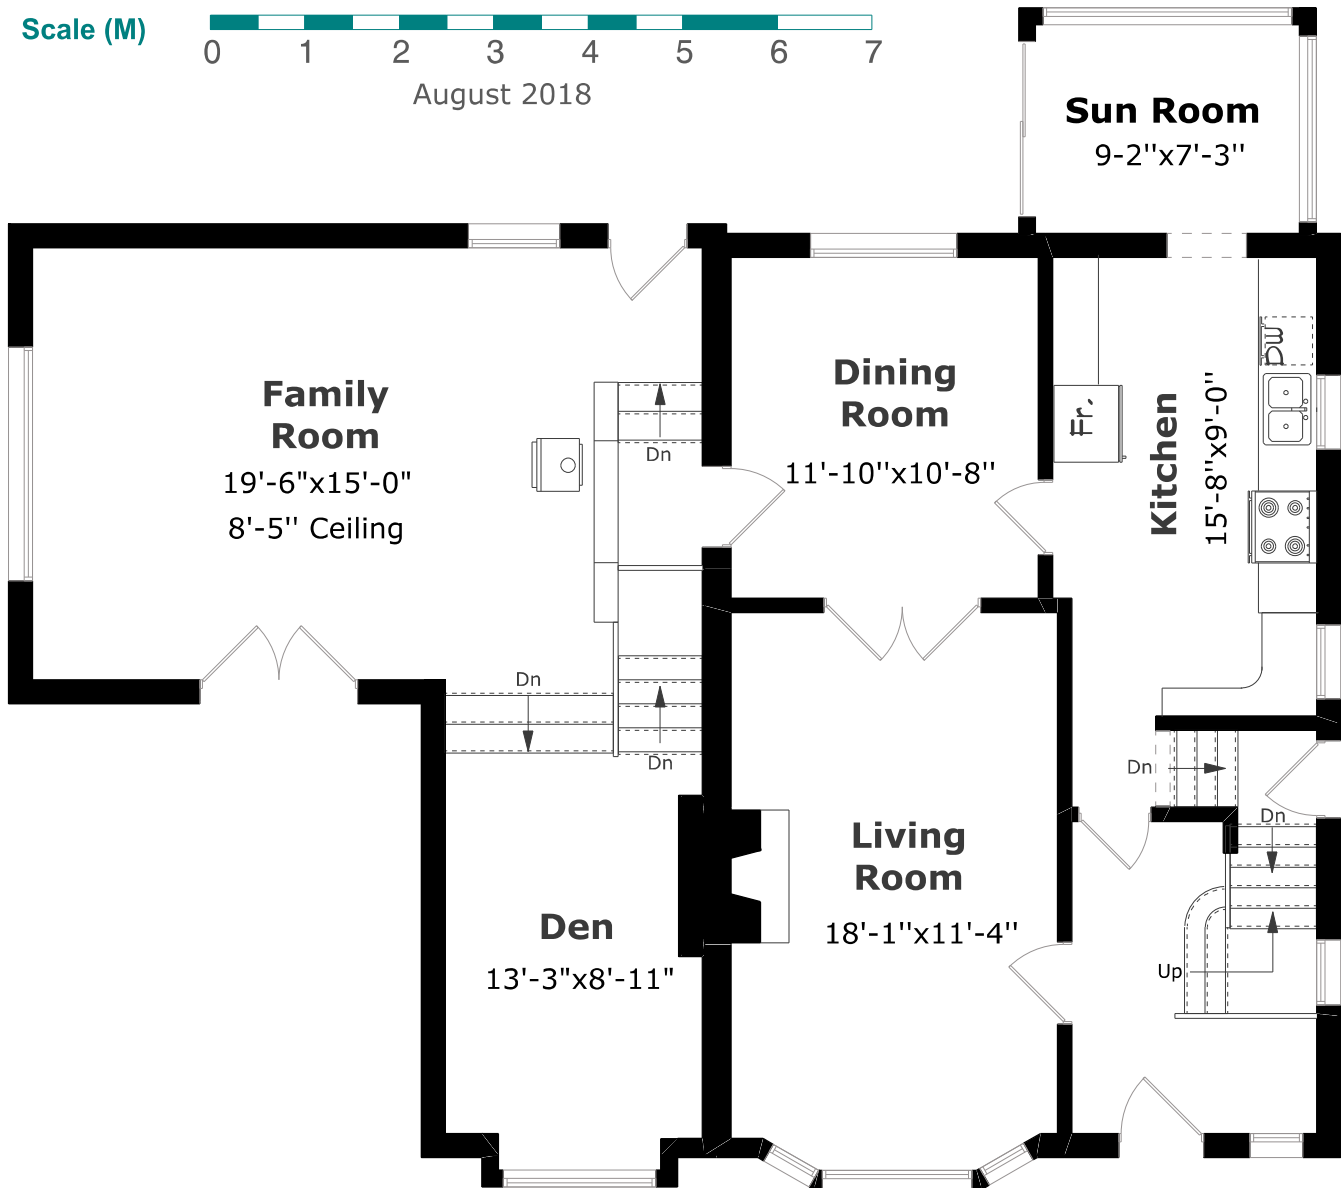 Scale (M)
0 1 2 3 4 5 6 7
August 2018
Sun Room
9-2''x7'-3''
Family
Room
19'-6"x15'-0"
8'-5'' Ceiling
Dn
Dining
Room
11'-10''x10'-8''
Fr.
Kitchen
15'-8''x9'-0''
DW
Dn
Dn
Dn
Dn
Living
Room
18'-1''x11'-4''
Den
13'-3"x8'-11"
Up